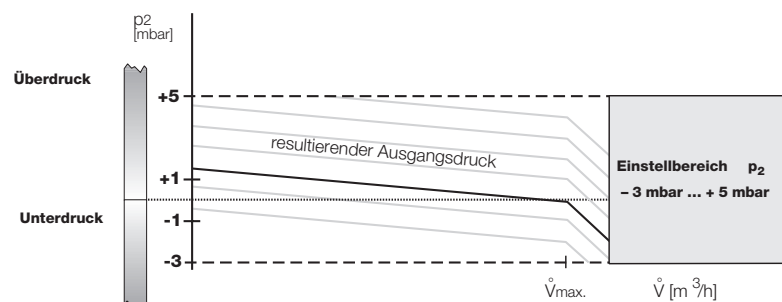 p2
[mbar]
Überdruck
+5
resultierender Ausgangsdruck
Einstellbereich p₂
– 3 mbar ... + 5 mbar
+1
Unterdruck
-1
-3
V̊max.
V̊ [m ³/h]